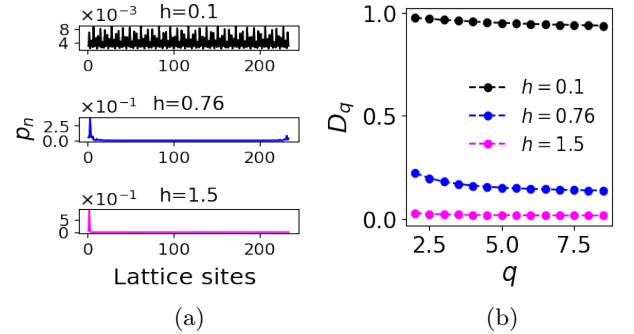 ×10⁻³ h=0.1
8
4
0 100 200
×10⁻¹ h=0.76
2.5
0.0
0 100 200
×10⁻¹ h=1.5
5
0
0 100 200
pₙ
Lattice sites
(a)
1.0
0.5
0.0
D_q
h = 0.1
h = 0.76
h = 1.5
2.5 5.0 7.5
q
(b)